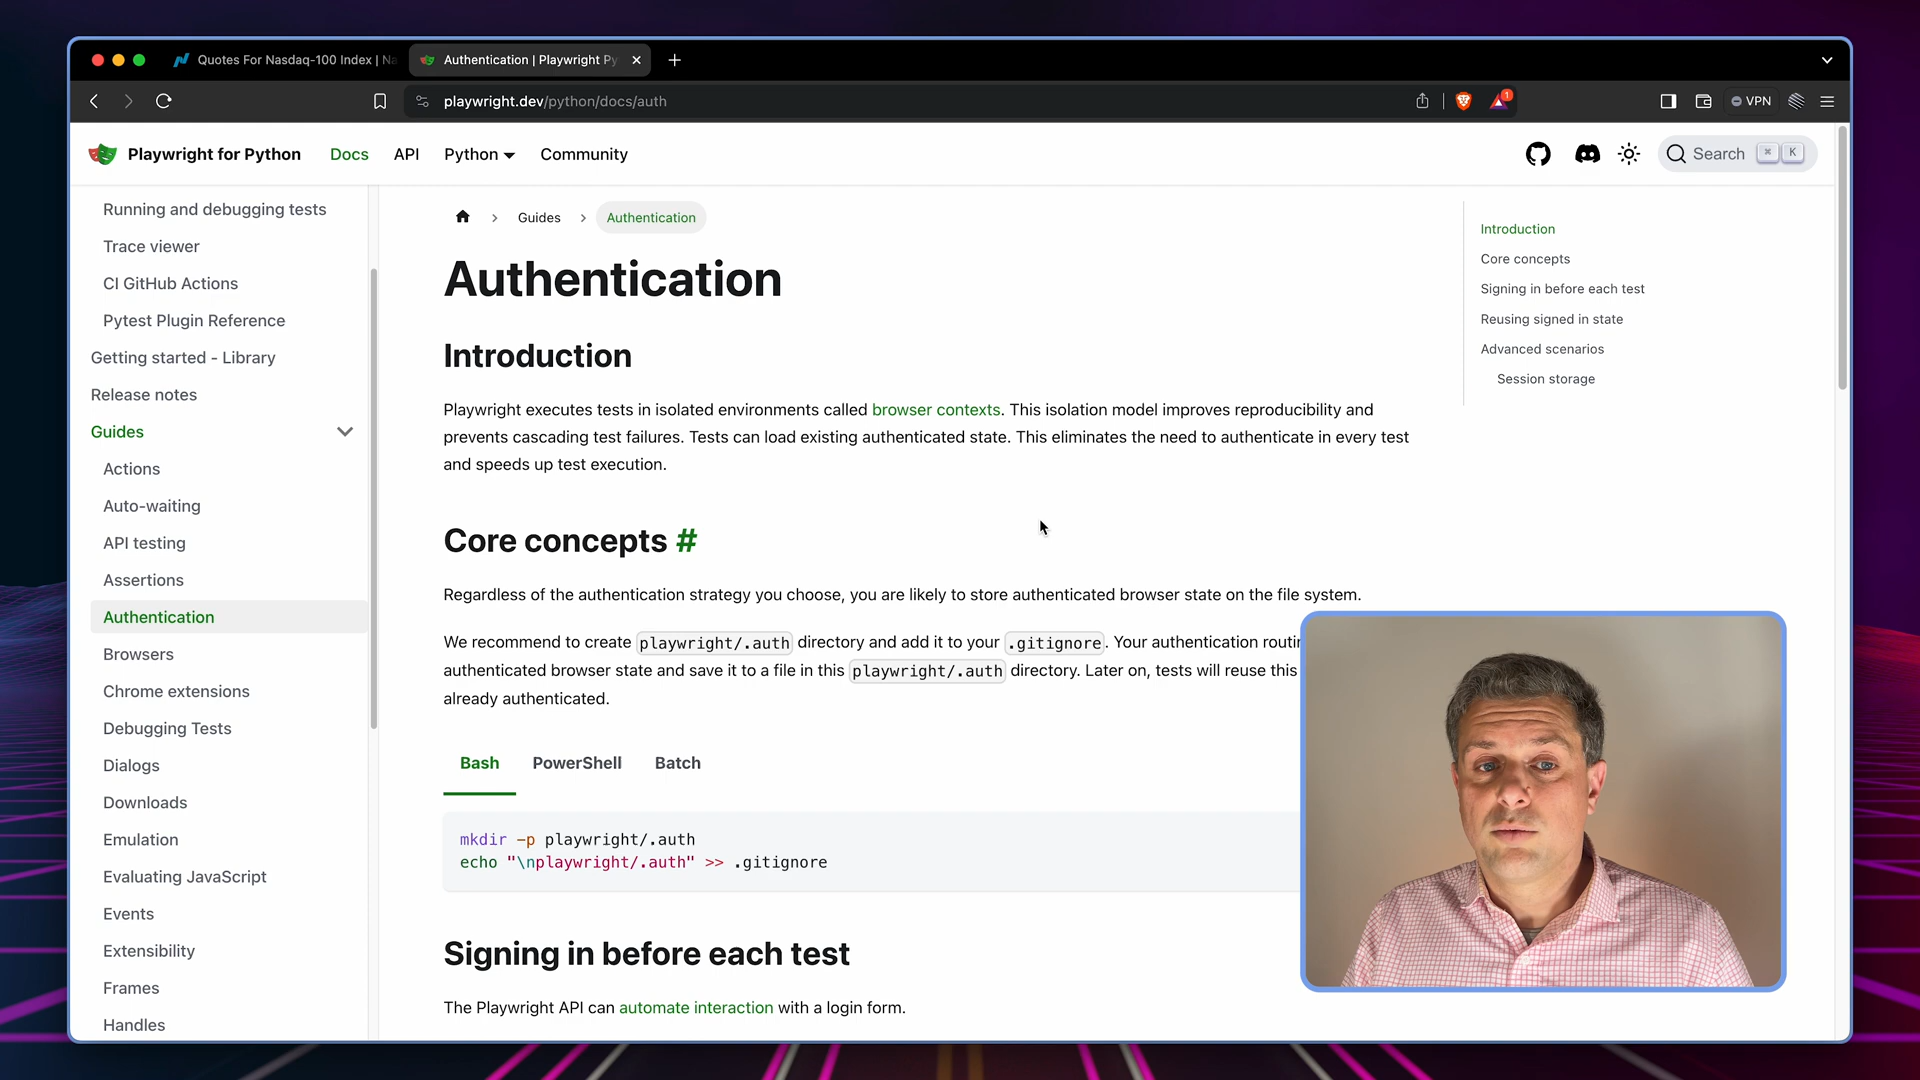 Quotes For Nasdaq-100 Index | Na
Authentication | Playwright Py
playwright.dev/python/docs/auth
1
VPN
Playwright for Python
Docs
API
Python
Community
Search
⌘ K
Running and debugging tests
Trace viewer
CI GitHub Actions
Pytest Plugin Reference
Getting started - Library
Release notes
Guides
Actions
Auto-waiting
API testing
Assertions
Authentication
Browsers
Chrome extensions
Debugging Tests
Dialogs
Downloads
Emulation
Evaluating JavaScript
Events
Extensibility
Frames
Handles
Guides
Authentication
Authentication
Introduction
Playwright executes tests in isolated environments called browser contexts. This isolation model improves reproducibility and
prevents cascading test failures. Tests can load existing authenticated state. This eliminates the need to authenticate in every test
and speeds up test execution.
Core concepts #
Regardless of the authentication strategy you choose, you are likely to store authenticated browser state on the file system.
We recommend to create playwright/.auth directory and add it to your .gitignore. Your authentication routin
authenticated browser state and save it to a file in this playwright/.auth directory. Later on, tests will reuse this
already authenticated.
Bash
PowerShell
Batch
mkdir -p playwright/.auth
echo "\nplaywright/.auth" >> .gitignore
Signing in before each test
The Playwright API can automate interaction with a login form.
Introduction
Core concepts
Signing in before each test
Reusing signed in state
Advanced scenarios
Session storage